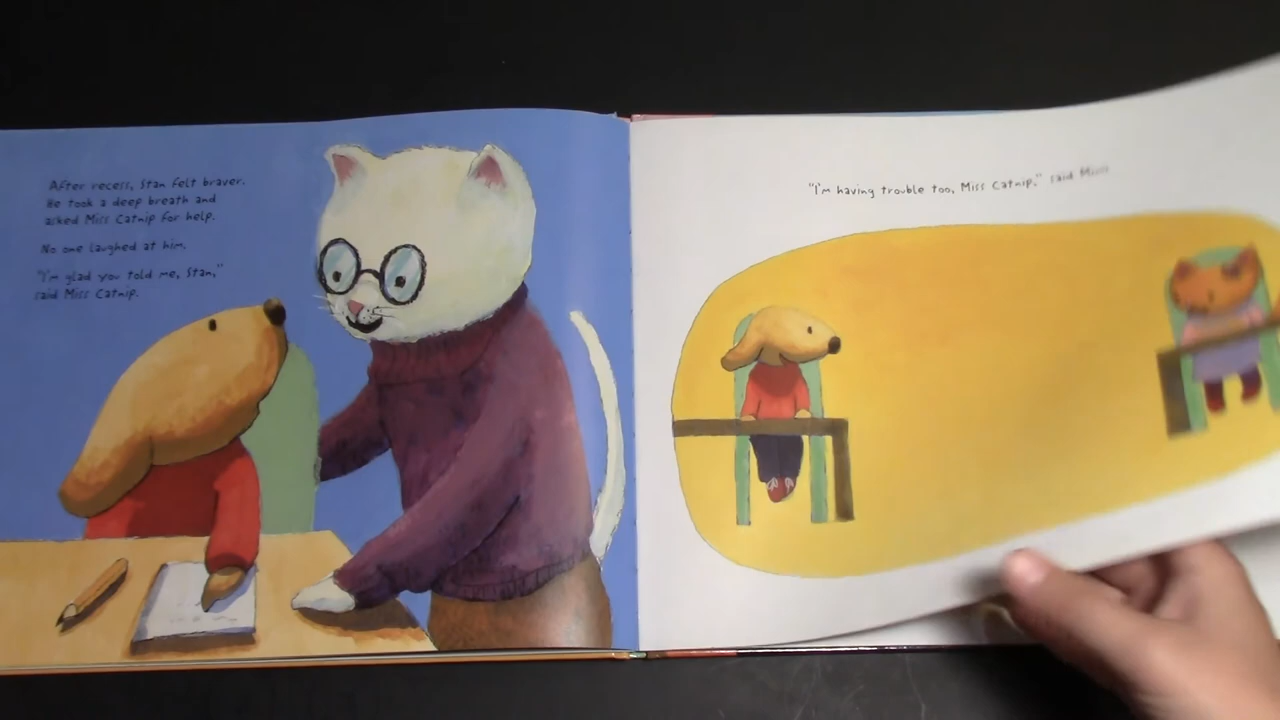 After recess, Stan felt braver.
He took a deep breath and
asked Miss Catnip for help.
No one laughed at him.
"I'm glad you told me, Stan,"
said Miss Catnip.
"I'm having trouble too, Miss Catnip," said